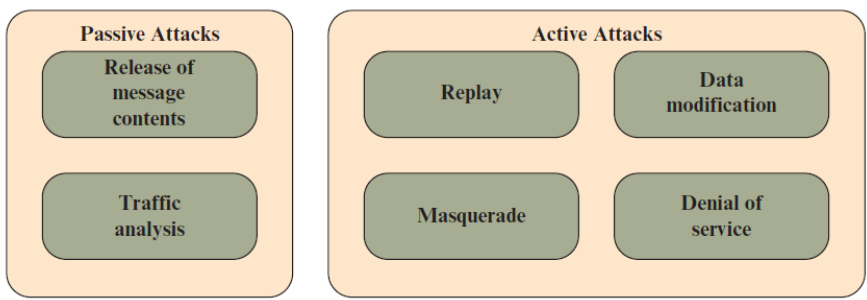 Passive Attacks
Release of
message
contents
Traffic
analysis
Active Attacks
Replay
Data
modification
Masquerade
Denial of
service